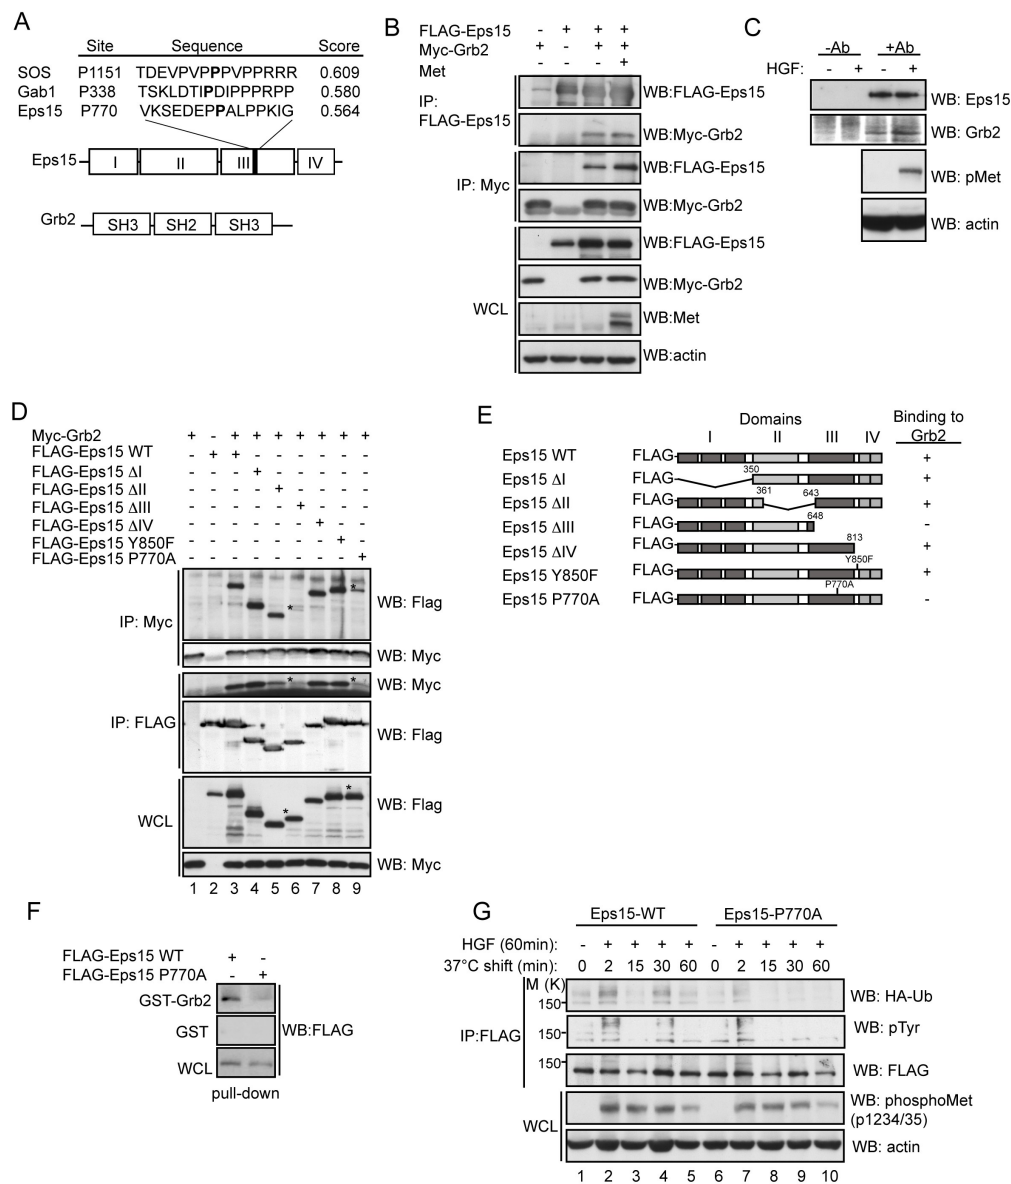 A
Site Sequence Score
SOS P1151 TDEVPVPPPVPPRRR 0.609
Gab1 P338 TSKLDTIPDIPPPRPP 0.580
Eps15 P770 VKSEDEPPALPPKIG 0.564
Eps15 I II III IV
Grb2 SH3 SH2 SH3
B
FLAG-Eps15 - + + +
Myc-Grb2 + - + +
Met - - - +
IP:
FLAG-Eps15
WB:FLAG-Eps15
WB:Myc-Grb2
IP: Myc
WB:FLAG-Eps15
WB:Myc-Grb2
WCL
WB:FLAG-Eps15
WB:Myc-Grb2
WB:Met
WB:actin
C
-Ab +Ab
HGF: - + - +
WB: Eps15
WB: Grb2
WB: pMet
WB: actin
D
Myc-Grb2 + - + + + + + + +
FLAG-Eps15 WT - + + - - - - - -
FLAG-Eps15 ΔI - - - + - - - - -
FLAG-Eps15 ΔII - - - - + - - - -
FLAG-Eps15 ΔIII - - - - - + - - -
FLAG-Eps15 ΔIV - - - - - - + - -
FLAG-Eps15 Y850F - - - - - - - + -
FLAG-Eps15 P770A - - - - - - - - +
IP: Myc
* *
WB: Flag
WB: Myc
IP: FLAG
* *
WB: Myc
WB: Flag
WCL
* *
WB: Flag
WB: Myc
1 2 3 4 5 6 7 8 9
E
Domains Binding to
I II III IV Grb2
Eps15 WT FLAG +
350
Eps15 ΔI FLAG +
361 643
Eps15 ΔII FLAG +
648
Eps15 ΔIII FLAG -
813
Eps15 ΔIV FLAG +
Y850F
Eps15 Y850F FLAG +
P770A
Eps15 P770A FLAG -
F
FLAG-Eps15 WT + -
FLAG-Eps15 P770A - +
GST-Grb2
GST
WCL
WB:FLAG
pull-down
G
Eps15-WT Eps15-P770A
HGF (60min): - + + + + - + + + +
37°C shift (min): 0 2 15 30 60 0 2 15 30 60
M (K)
IP:FLAG
150
WB: HA-Ub
150
WB: pTyr
150
WB: FLAG
WCL
WB: phosphoMet
(p1234/35)
WB: actin
1 2 3 4 5 6 7 8 9 10